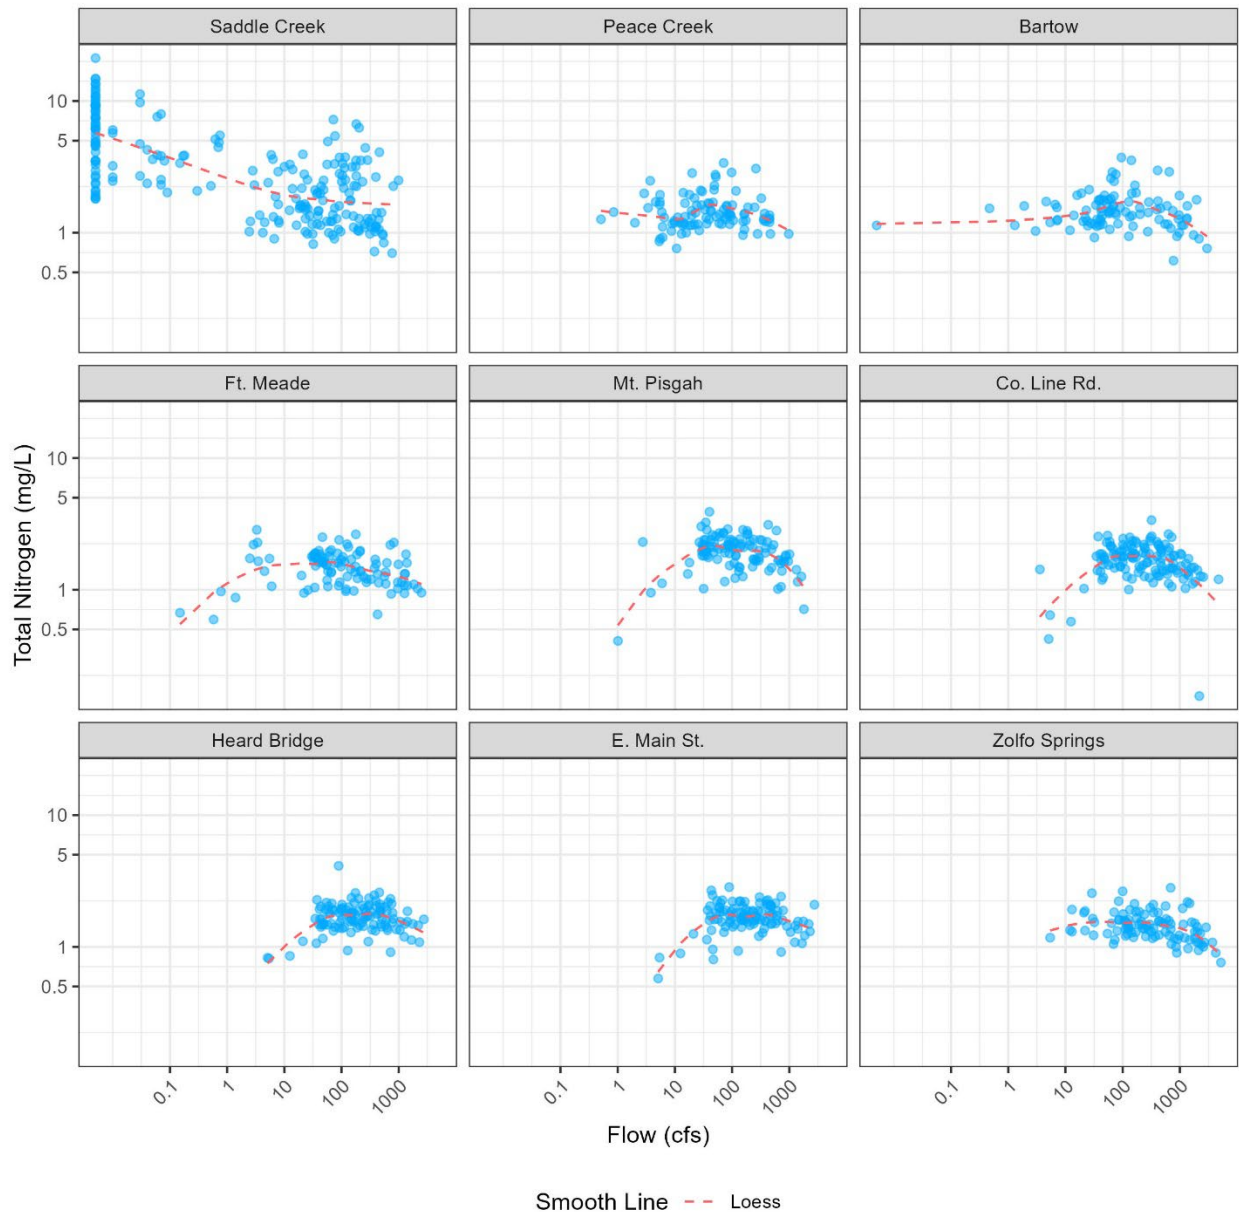 Saddle Creek
Peace Creek
Bartow
10
5
1
0.5
Ft. Meade
Mt. Pisgah
Co. Line Rd.
10
5
1
0.5
Total Nitrogen (mg/L)
Heard Bridge
E. Main St.
Zolfo Springs
10
5
1
0.5
0.1 1 10 100 1000 0.1 1 10 100 1000 0.1 1 10 100 1000
Flow (cfs)
Smooth Line Loess